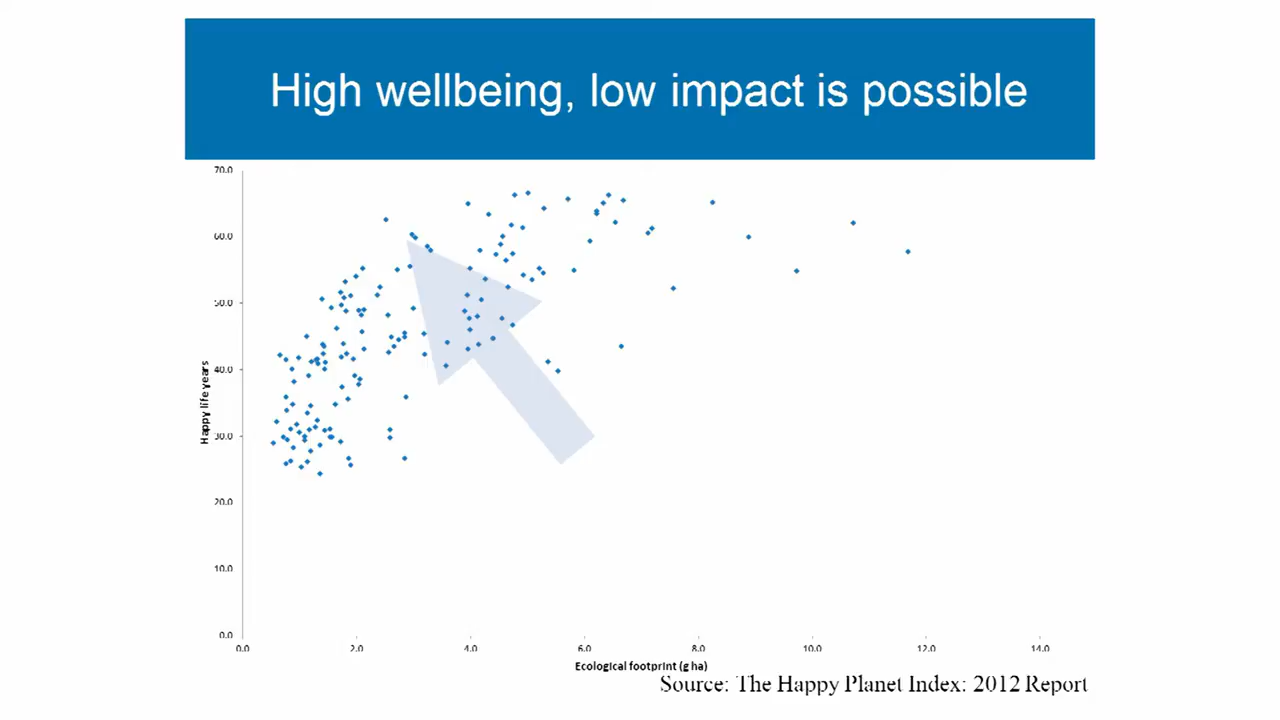 High wellbeing, low impact is possible
70.0
60.0
50.0
40.0
30.0
20.0
10.0
0.0
Happy life years
0.0 2.0 4.0 6.0 8.0 10.0 12.0 14.0
Ecological footprint (g ha)
Source: The Happy Planet Index: 2012 Report